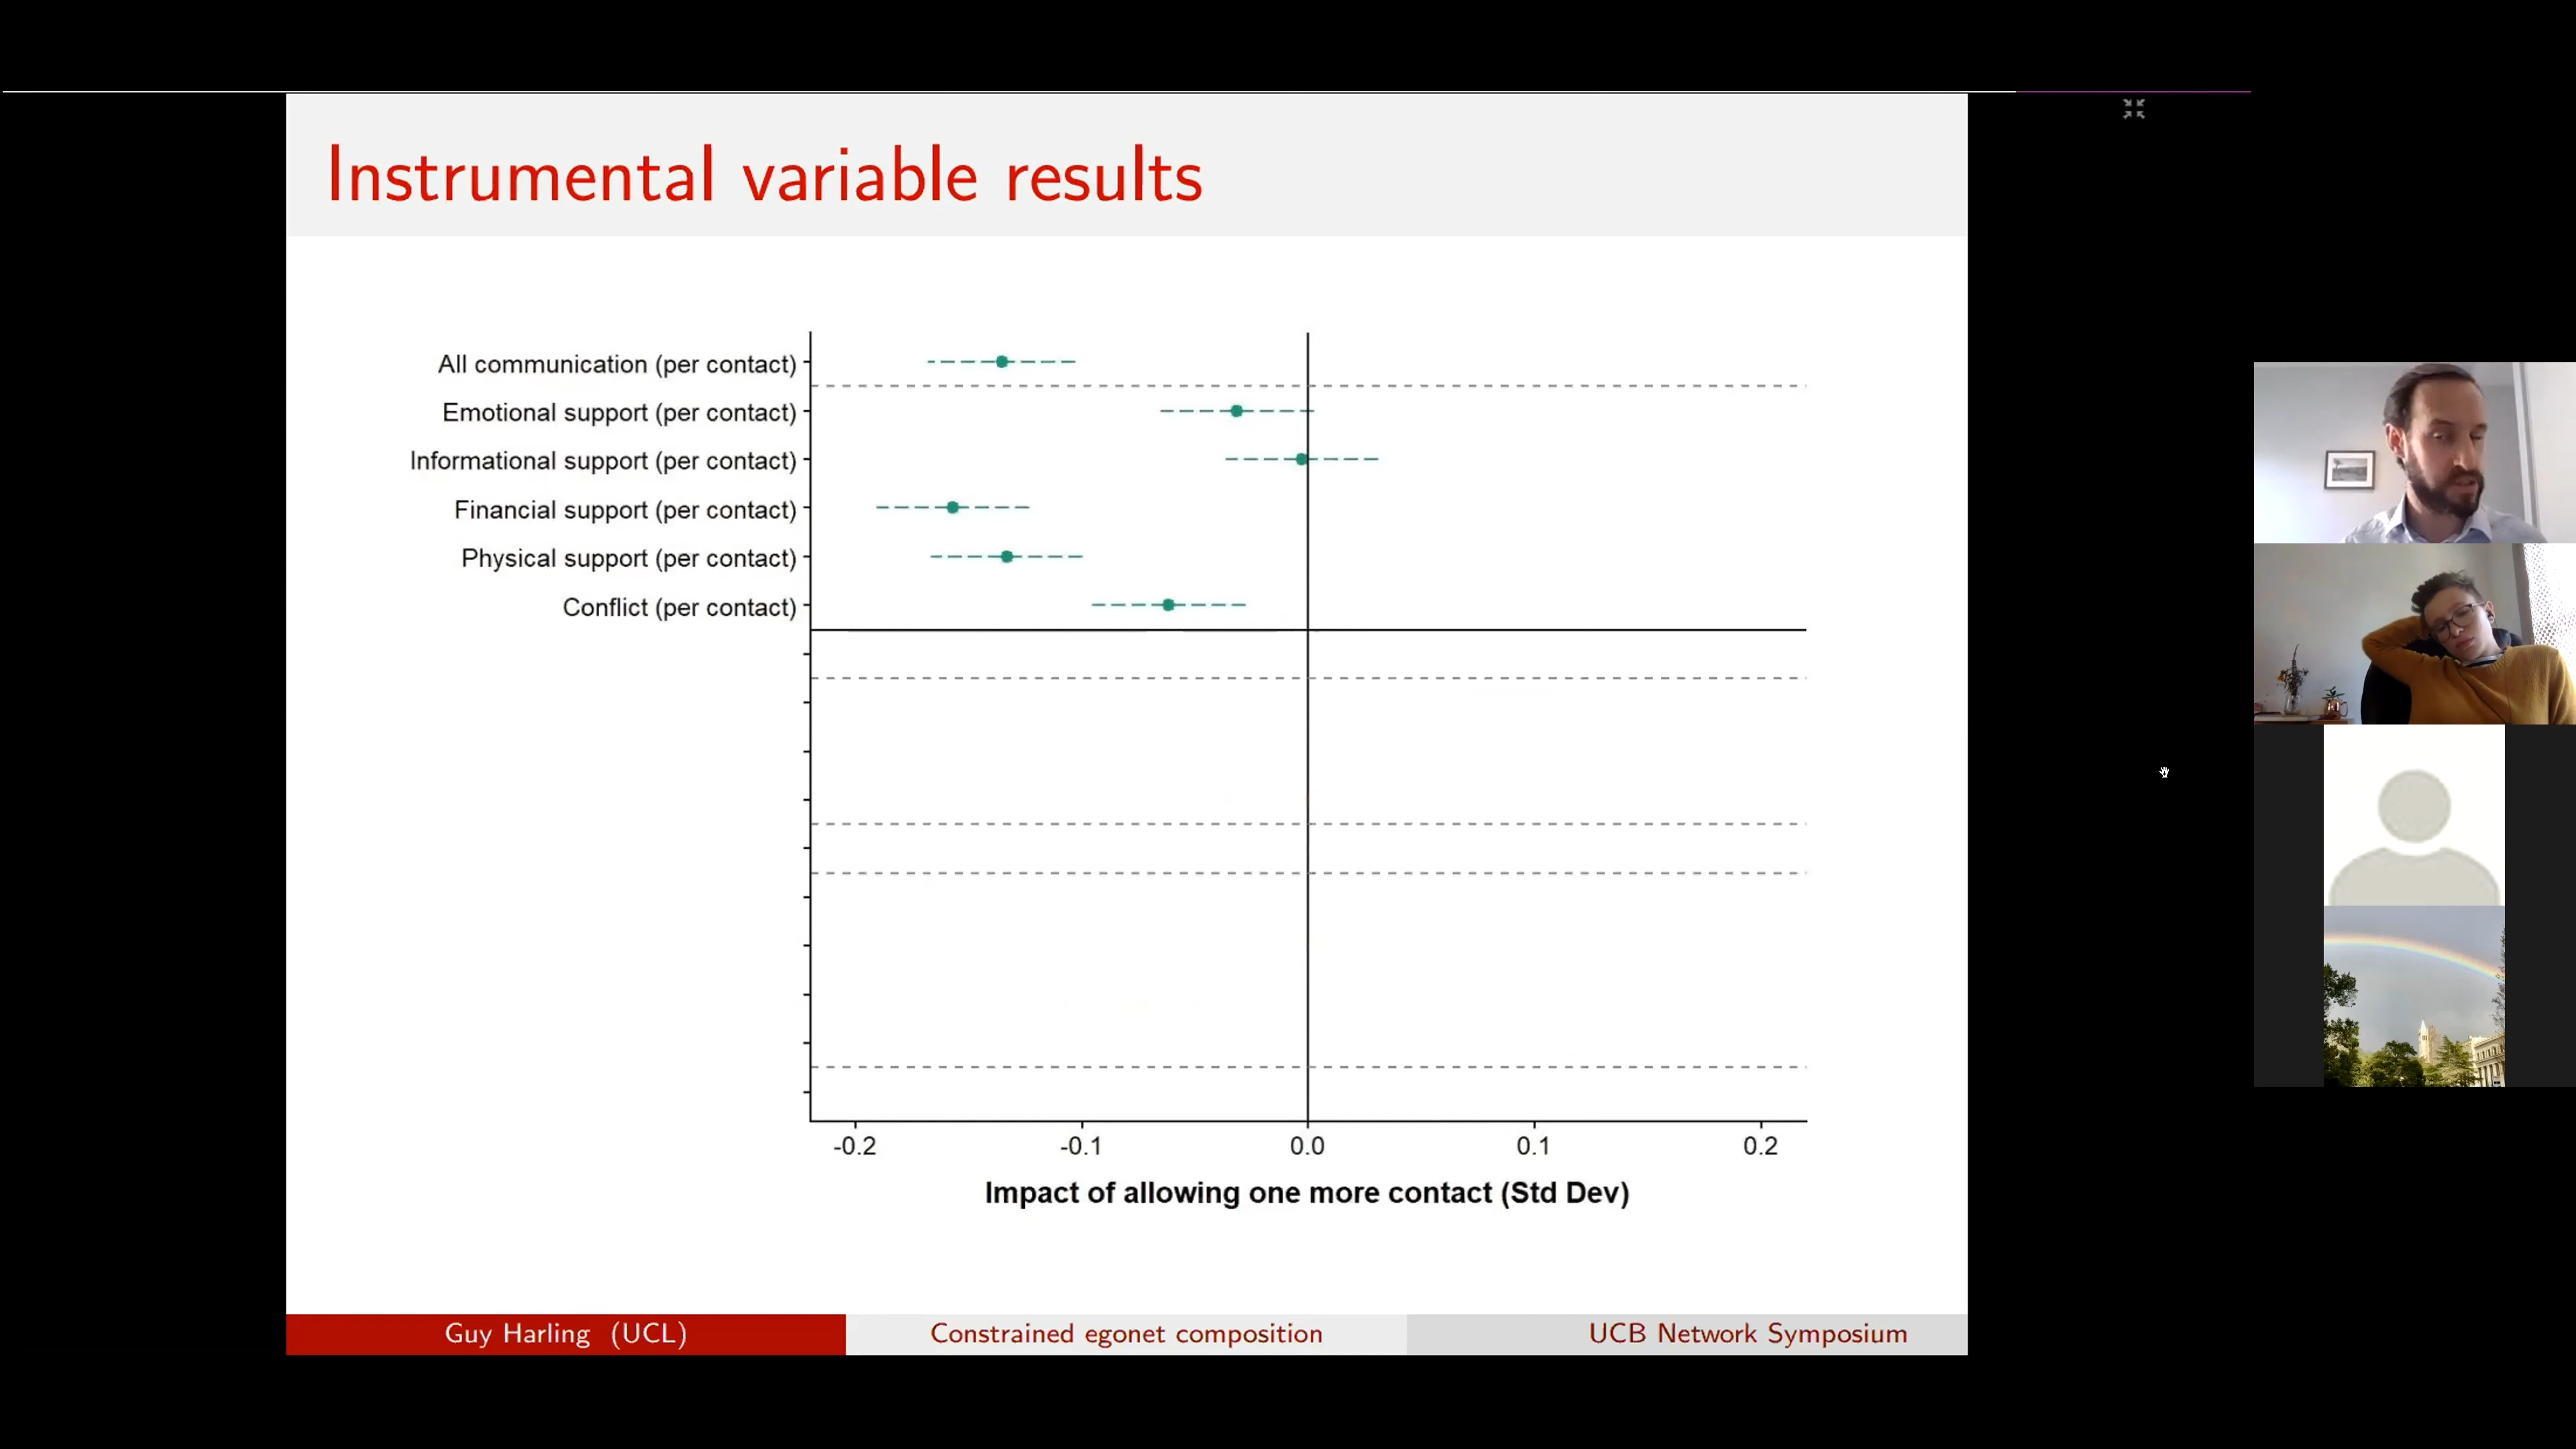 Instrumental variable results
All communication (per contact)
Emotional support (per contact)
Informational support (per contact)
Financial support (per contact)
Physical support (per contact)
Conflict (per contact)
-0.2 -0.1 0.0 0.1 0.2
Impact of allowing one more contact (Std Dev)
Guy Harling (UCL) Constrained egonet composition UCB Network Symposium